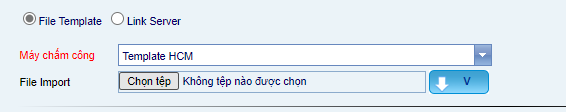 File Template Link Server
Máy chấm công Template HCM
File Import Chọn tệp Không tệp nào được chọn V